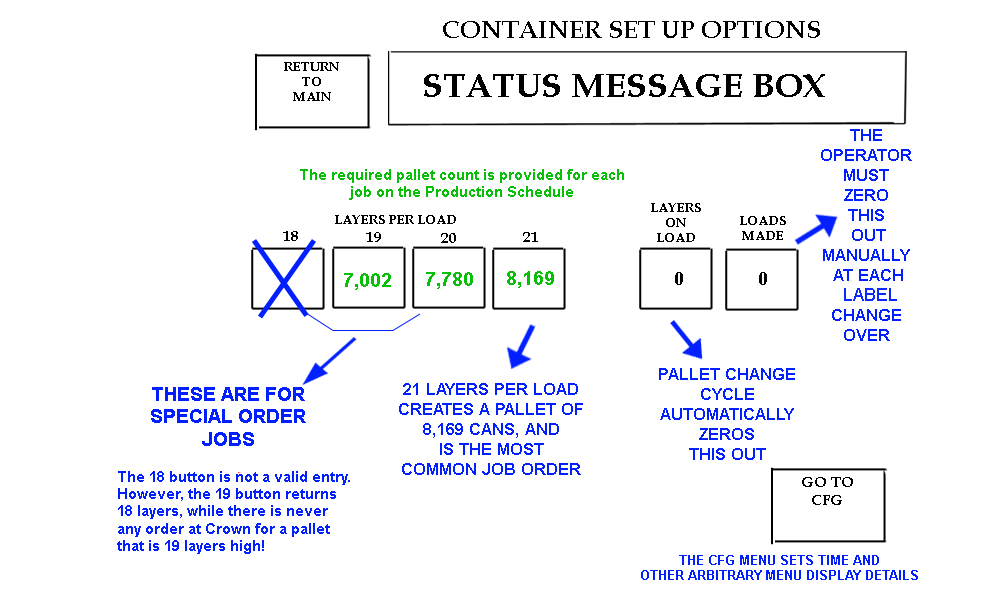 CONTAINER SET UP OPTIONS
RETURN
TO
MAIN
STATUS MESSAGE BOX
THE
OPERATOR
MUST
ZERO
THIS
OUT
MANUALLY
AT EACH
LABEL
CHANGE
OVER
The required pallet count is provided for each
job on the Production Schedule
LAYERS PER LOAD
18 19 20 21
LAYERS
ON
LOAD
LOADS
MADE
7,002 7,780 8,169 0 0
THESE ARE FOR
SPECIAL ORDER
JOBS
21 LAYERS PER LOAD
CREATES A PALLET OF
8,169 CANS, AND
IS THE MOST
COMMON JOB ORDER
PALLET CHANGE
CYCLE
AUTOMATICALLY
ZEROS
THIS OUT
The 18 button is not a valid entry.
However, the 19 button returns
18 layers, while there is never
any order at Crown for a pallet
that is 19 layers high!
GO TO
CFG
THE CFG MENU SETS TIME AND
OTHER ARBITRARY MENU DISPLAY DETAILS